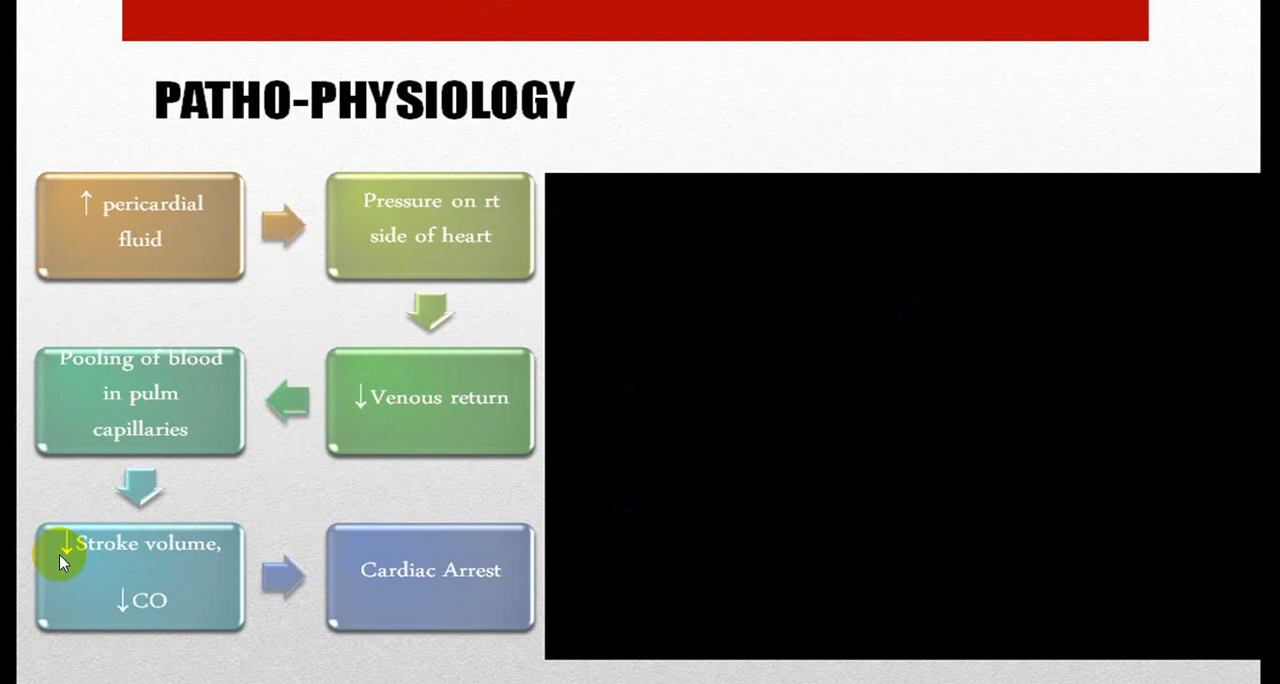 PATHO-PHYSIOLOGY
↑ pericardial
fluid
Pressure on rt
side of heart
↓Venous return
Pooling of blood
in pulm
capillaries
↓Stroke volume,
↓CO
Cardiac Arrest